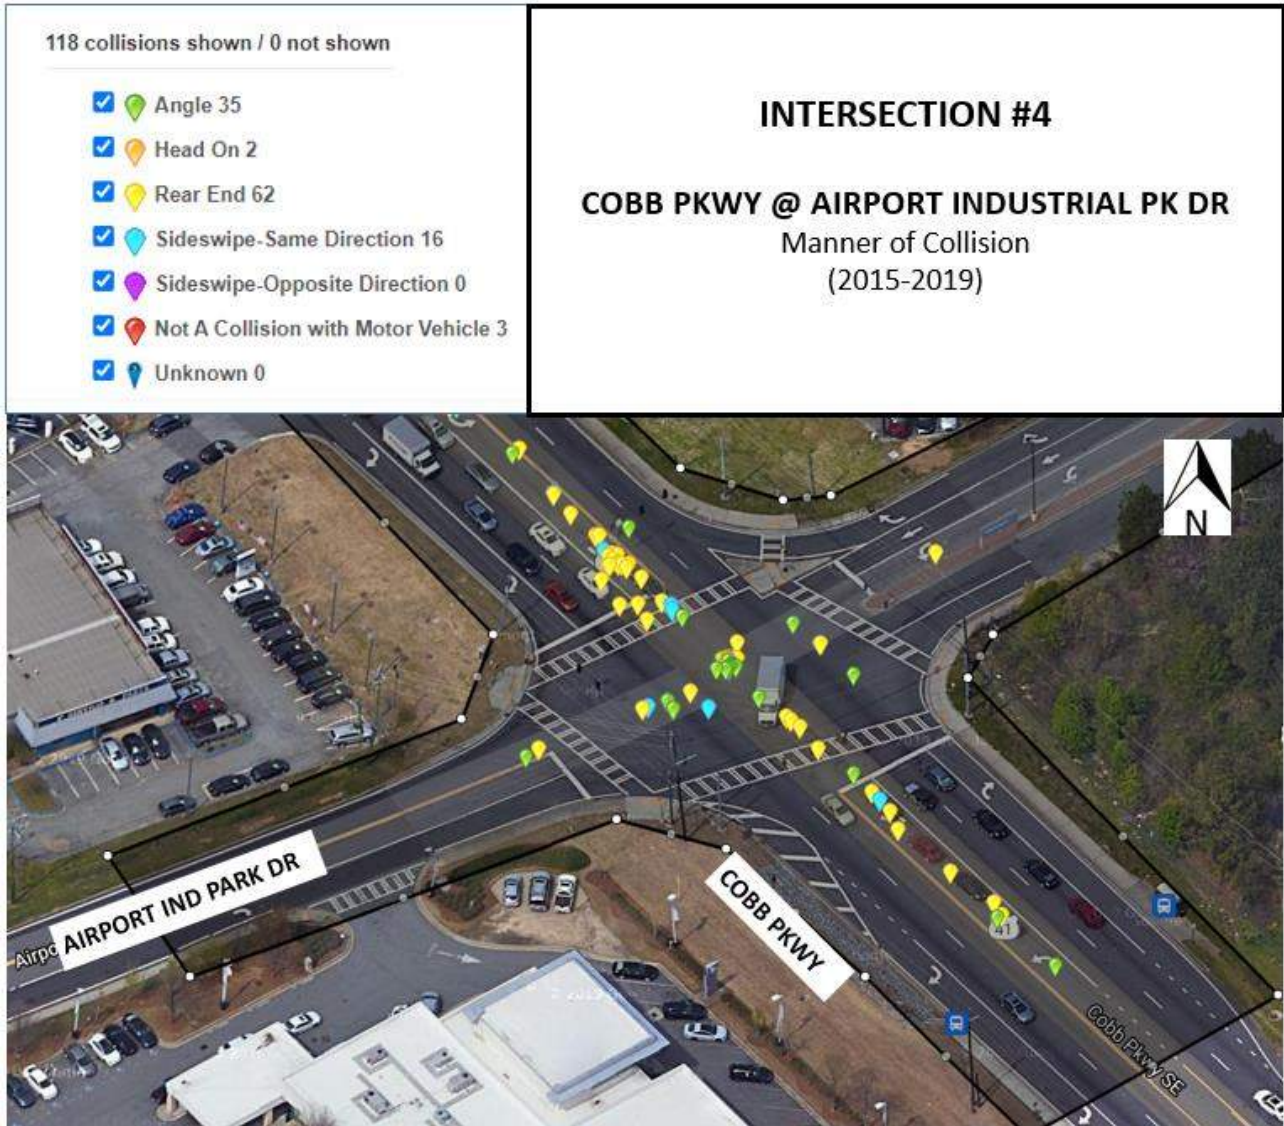 118 collisions shown / 0 not shown
Angle 35
Head On 2
Rear End 62
Sideswipe-Same Direction 16
Sideswipe-Opposite Direction 0
Not A Collision with Motor Vehicle 3
Unknown 0
INTERSECTION #4
COBB PKWY @ AIRPORT INDUSTRIAL PK DR
Manner of Collision
(2015-2019)
N
Airpo
AIRPORT IND PARK DR
COBB PKWY
41
Cobb Pkwy SE